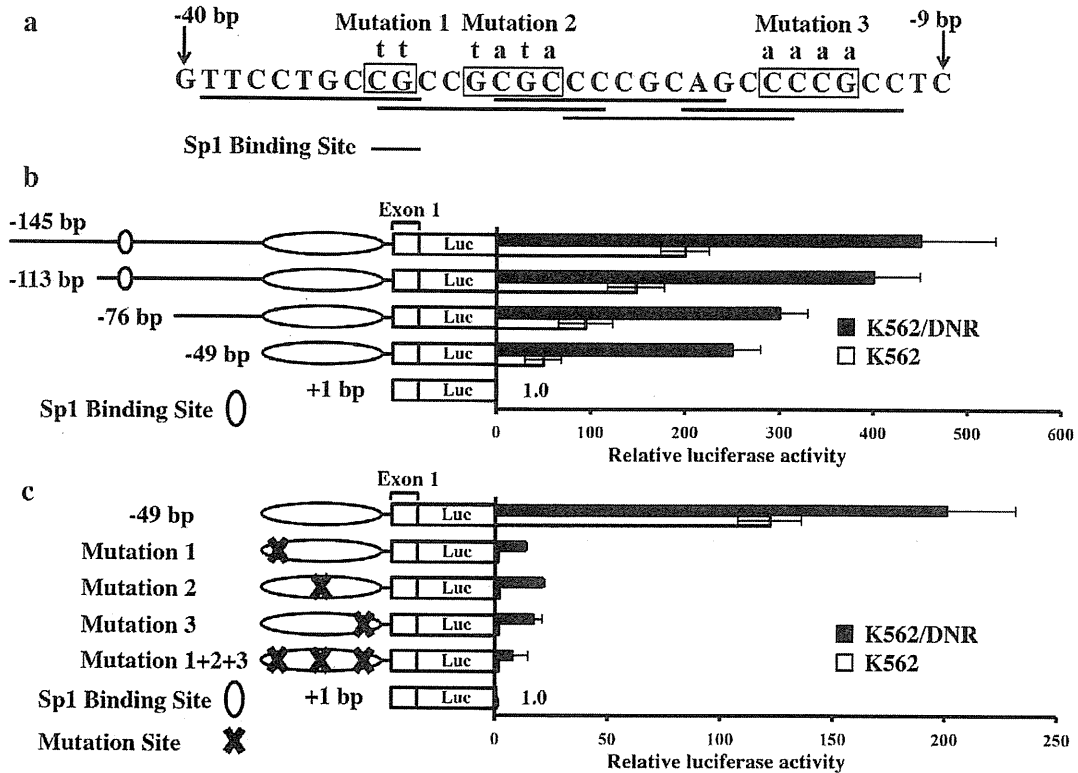 a
-40 bp
-9 bp
Mutation 1 Mutation 2 Mutation 3
t t t a t a a a a a
GTTCCTGCCGCCGCGCCCCGCAGCCCCGCCTC
Sp1 Binding Site
b
Exon 1
-145 bp
Luc
-113 bp
Luc
-76 bp
Luc
K562/DNR
-49 bp
Luc
K562
+1 bp
Luc
1.0
Sp1 Binding Site
0 100 200 300 400 500 600
Relative luciferase activity
c
Exon 1
-49 bp
Luc
Mutation 1
Luc
Mutation 2
Luc
Mutation 3
Luc
K562/DNR
Mutation 1+2+3
Luc
K562
Sp1 Binding Site
+1 bp
Luc
1.0
Mutation Site
0 50 100 150 200 250
Relative luciferase activity